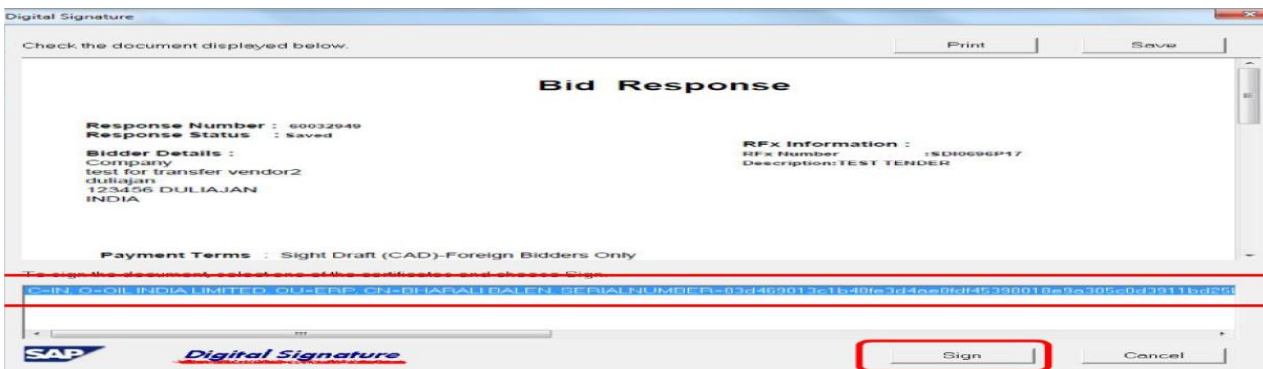 Digital Signature
Check the document displayed below.
Print
Save
Bid Response
Response Number : 60032949
Response Status : Saved
Bidder Details :
Company
test for transfer vendor2
duliajan
123456 DULIAJAN
INDIA
RFx Information :
RFx Number :SDI0696P17
Description:TEST TENDER
Payment Terms : Sight Draft (CAD)-Foreign Bidders Only
To sign the document, select one of the certificates and choose Sign.
C=IN, O=OIL INDIA LIMITED, OU=ERP, CN=BHARALI BALEN,
SAP
Digital Signature
Sign
Cancel